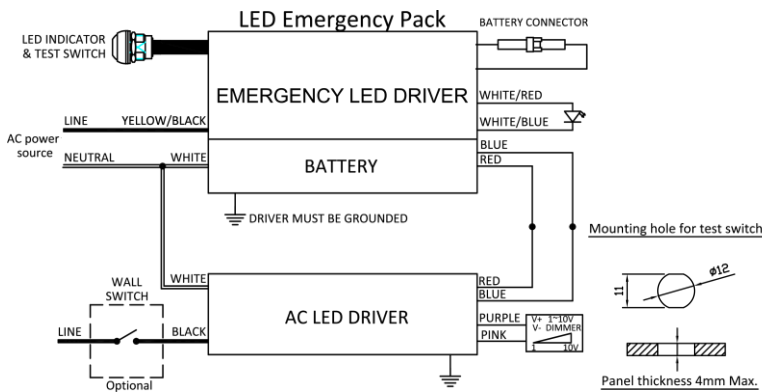 LED Emergency Pack
LED INDICATOR
& TEST SWITCH
BATTERY CONNECTOR
EMERGENCY LED DRIVER
WHITE/RED
WHITE/BLUE
LINE
YELLOW/BLACK
AC power
source
NEUTRAL
WHITE
BATTERY
BLUE
RED
DRIVER MUST BE GROUNDED
Mounting hole for test switch
WALL
SWITCH
WHITE
LINE
BLACK
Optional
AC LED DRIVER
RED
BLUE
PURPLE
PINK
V+ 1~10V
V- DIMMER
1 10V
11
ø12
Panel thickness 4mm Max.